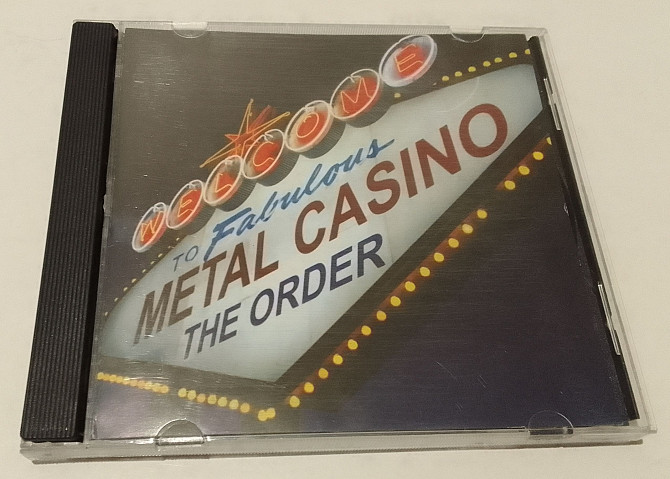 WELCOME
TO Fabulous
METAL CASINO
THE ORDER